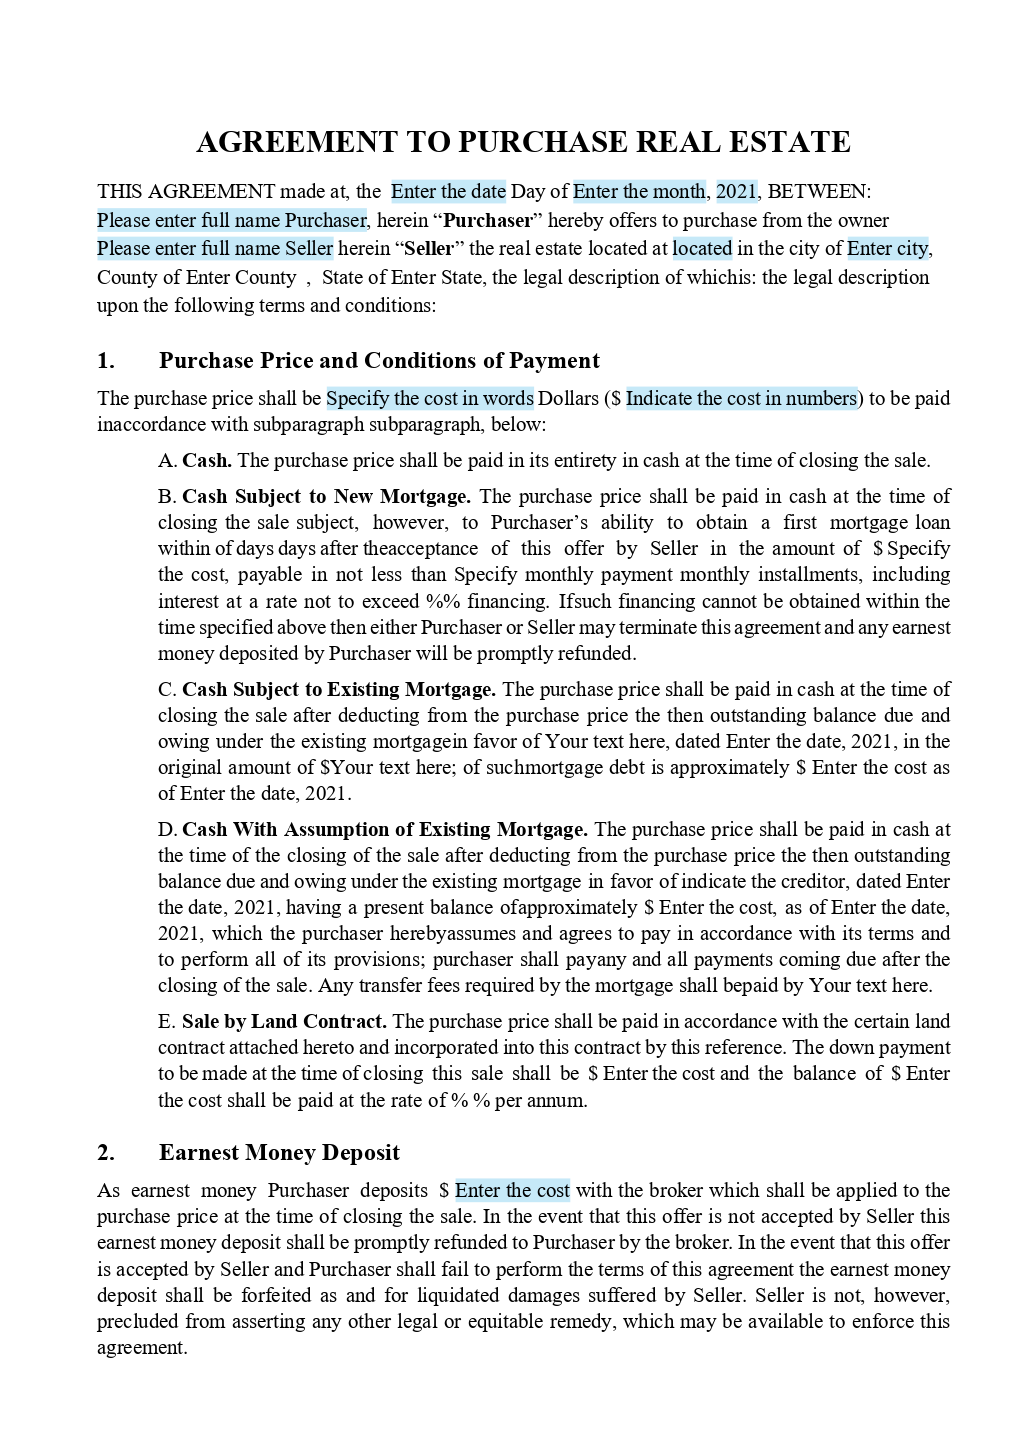 AGREEMENT TO PURCHASE REAL ESTATE
THIS AGREEMENT made at, the Enter the date Day of Enter the month, 2021, BETWEEN:
Please enter full name Purchaser, herein “Purchaser” hereby offers to purchase from the owner
Please enter full name Seller herein “Seller” the real estate located at located in the city of Enter city,
County of Enter County , State of Enter State, the legal description of whichis: the legal description
upon the following terms and conditions:
1. Purchase Price and Conditions of Payment
The purchase price shall be Specify the cost in words Dollars ($ Indicate the cost in numbers) to be paid
inaccordance with subparagraph subparagraph, below:
A. Cash. The purchase price shall be paid in its entirety in cash at the time of closing the sale.
B. Cash Subject to New Mortgage. The purchase price shall be paid in cash at the time of
closing the sale subject, however, to Purchaser’s ability to obtain a first mortgage loan
within of days days after theacceptance of this offer by Seller in the amount of $ Specify
the cost, payable in not less than Specify monthly payment monthly installments, including
interest at a rate not to exceed %% financing. Ifsuch financing cannot be obtained within the
time specified above then either Purchaser or Seller may terminate this agreement and any earnest
money deposited by Purchaser will be promptly refunded.
C. Cash Subject to Existing Mortgage. The purchase price shall be paid in cash at the time of
closing the sale after deducting from the purchase price the then outstanding balance due and
owing under the existing mortgagein favor of Your text here, dated Enter the date, 2021, in the
original amount of $Your text here; of suchmortgage debt is approximately $ Enter the cost as
of Enter the date, 2021.
D. Cash With Assumption of Existing Mortgage. The purchase price shall be paid in cash at
the time of the closing of the sale after deducting from the purchase price the then outstanding
balance due and owing under the existing mortgage in favor of indicate the creditor, dated Enter
the date, 2021, having a present balance ofapproximately $ Enter the cost, as of Enter the date,
2021, which the purchaser herebyassumes and agrees to pay in accordance with its terms and
to perform all of its provisions; purchaser shall payany and all payments coming due after the
closing of the sale. Any transfer fees required by the mortgage shall bepaid by Your text here.
E. Sale by Land Contract. The purchase price shall be paid in accordance with the certain land
contract attached hereto and incorporated into this contract by this reference. The down payment
to be made at the time of closing this sale shall be $ Enter the cost and the balance of $ Enter
the cost shall be paid at the rate of % % per annum.
2. Earnest Money Deposit
As earnest money Purchaser deposits $ Enter the cost with the broker which shall be applied to the
purchase price at the time of closing the sale. In the event that this offer is not accepted by Seller this
earnest money deposit shall be promptly refunded to Purchaser by the broker. In the event that this offer
is accepted by Seller and Purchaser shall fail to perform the terms of this agreement the earnest money
deposit shall be forfeited as and for liquidated damages suffered by Seller. Seller is not, however,
precluded from asserting any other legal or equitable remedy, which may be available to enforce this
agreement.